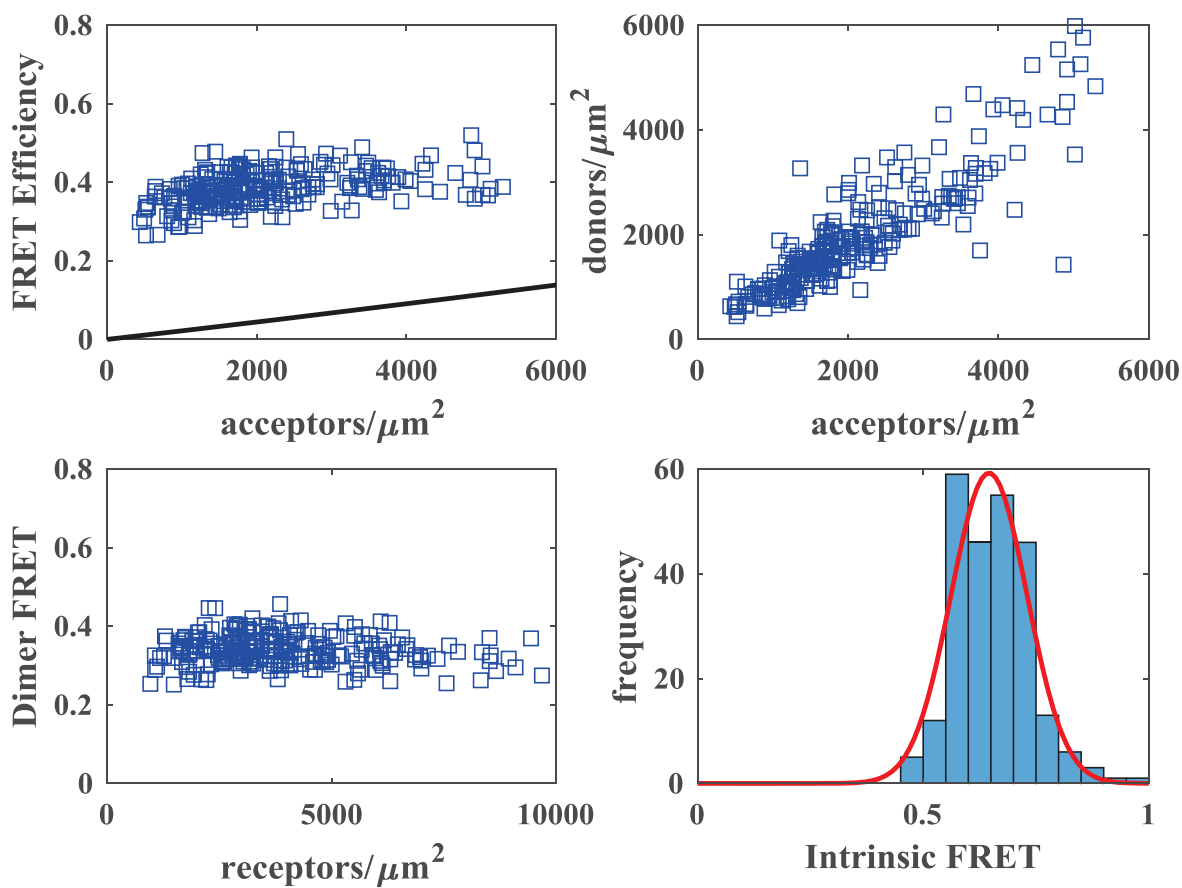 FRET Efficiency
0.8
0.6
0.4
0.2
0
0 2000 4000 6000
acceptors/μm²
donors/μm²
6000
4000
2000
0
0 2000 4000 6000
acceptors/μm²
Dimer FRET
0.8
0.6
0.4
0.2
0
0 5000 10000
receptors/μm²
frequency
60
40
20
0
0 0.5 1
Intrinsic FRET